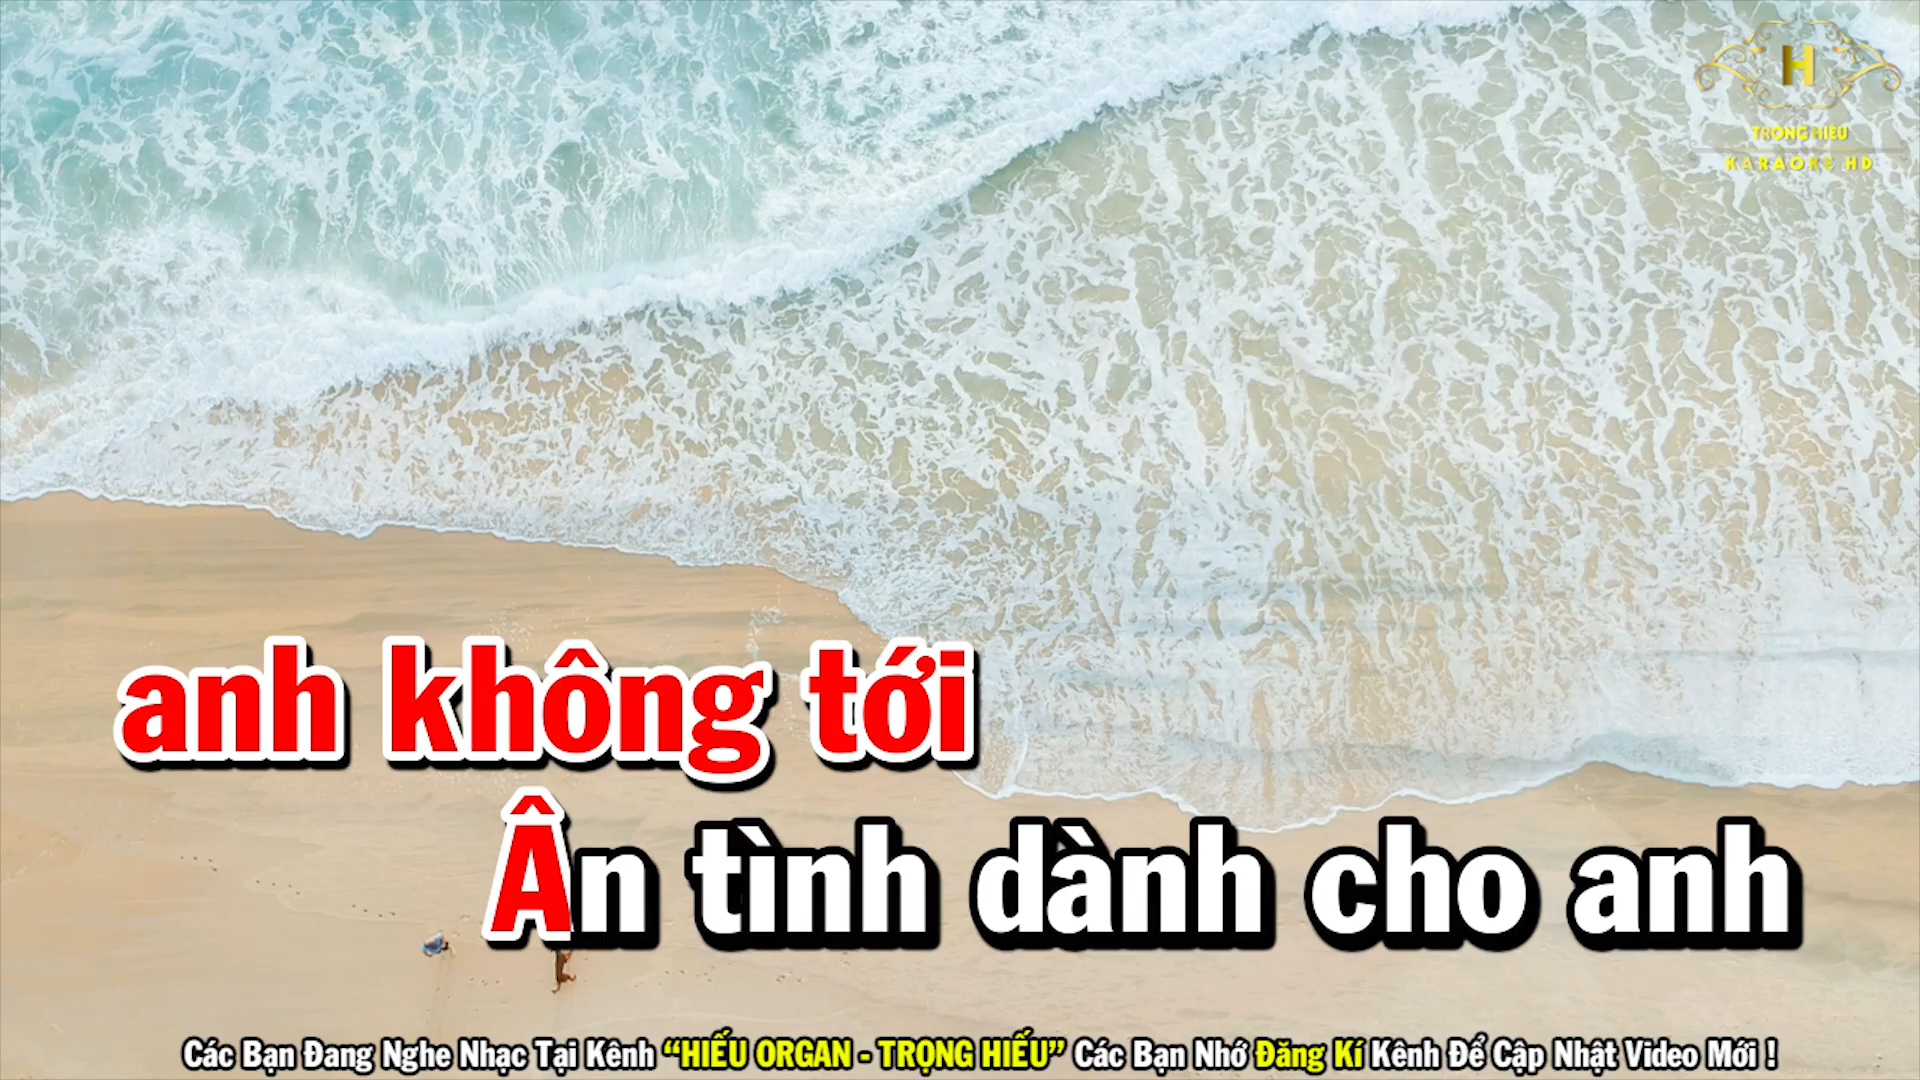 H
TRỌNG HIẾU
KARAOKE HD
anh không tới
Ân tình dành cho anh
Các Bạn Đang Nghe Nhạc Tại Kênh “HIẾU ORGAN - TRỌNG HIẾU” Các Bạn Nhớ Đăng Kí Kênh Để Cập Nhật Video Mới !